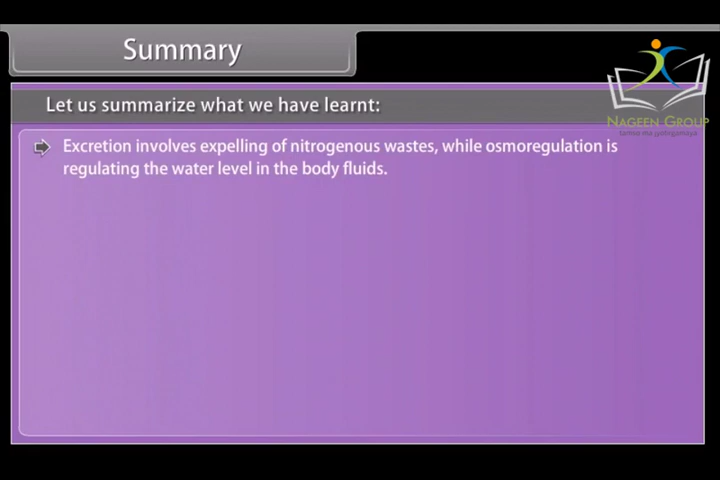 Summary
NAGEEN GROUP
Let us summarize what we have learnt:
Excretion involves expelling of nitrogenous wastes, while osmoregulation is
regulating the water level in the body fluids.